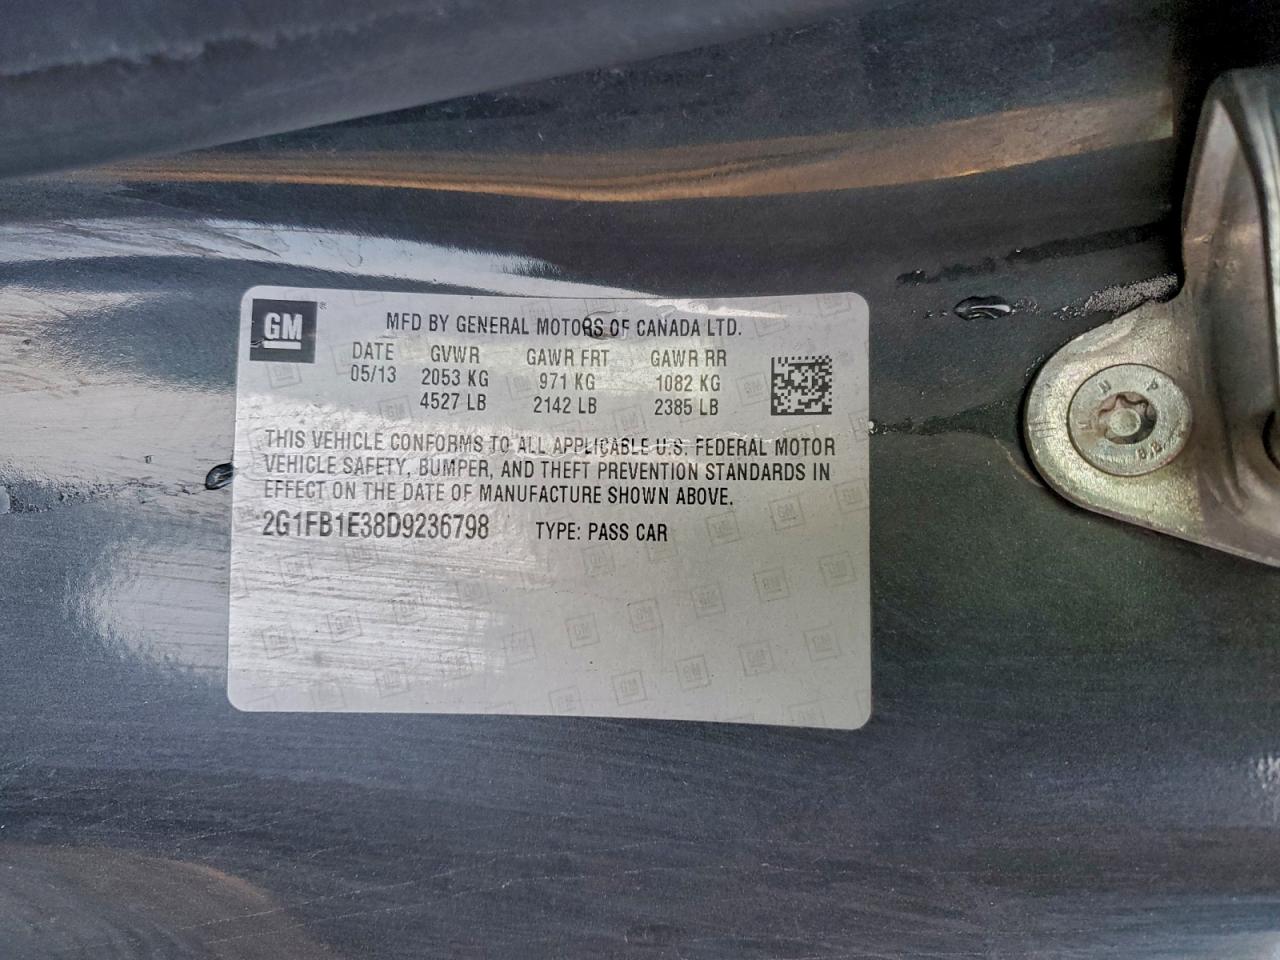 GM
MFD BY GENERAL MOTORS OF CANADA LTD.
DATE GVWR GAWR FRT GAWR RR
05/13 2053 KG 971 KG 1082 KG
4527 LB 2142 LB 2385 LB
THIS VEHICLE CONFORMS TO ALL APPLICABLE U.S. FEDERAL MOTOR
VEHICLE SAFETY, BUMPER, AND THEFT PREVENTION STANDARDS IN
EFFECT ON THE DATE OF MANUFACTURE SHOWN ABOVE.
2G1FB1E38D9236798 TYPE: PASS CAR